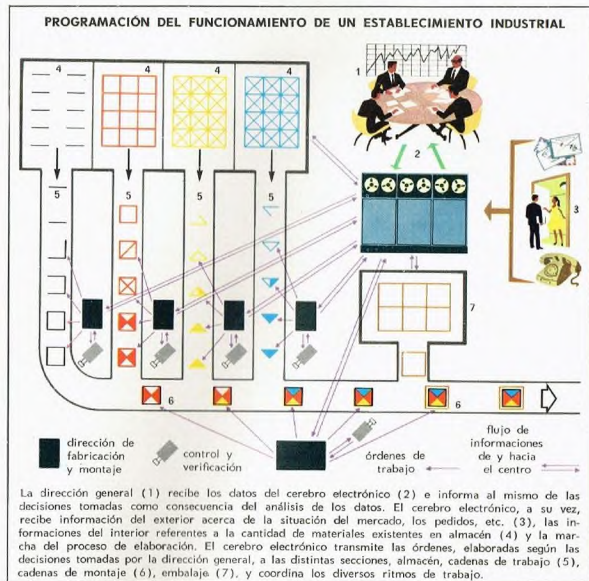 PROGRAMACIÓN DEL FUNCIONAMIENTO DE UN ESTABLECIMIENTO INDUSTRIAL
4
4
4
4
1
2
3
5
5
5
5
7
6
6
dirección de
fabricación
y montaje
control y
verificación
órdenes de
trabajo
flujo de
informaciones
de y hacia
el centro
La dirección general (1) recibe los datos del cerebro electrónico (2) e informa al mismo de las
decisiones tomadas como consecuencia del análisis de los datos. El cerebro electrónico, a su vez,
recibe información del exterior acerca de la situación del mercado, los pedidos, etc. (3), las in-
formaciones del interior referentes a la cantidad de materiales existentes en almacén (4) y la mar-
cha del proceso de elaboración. El cerebro electrónico transmite las órdenes, elaboradas según las
decisiones tomadas por la dirección general, a las distintas secciones, almacén, cadenas de trabajo (5),
cadenas de montaje (6), embalaje (7), y coordina los diversos ritmos de trabajo.